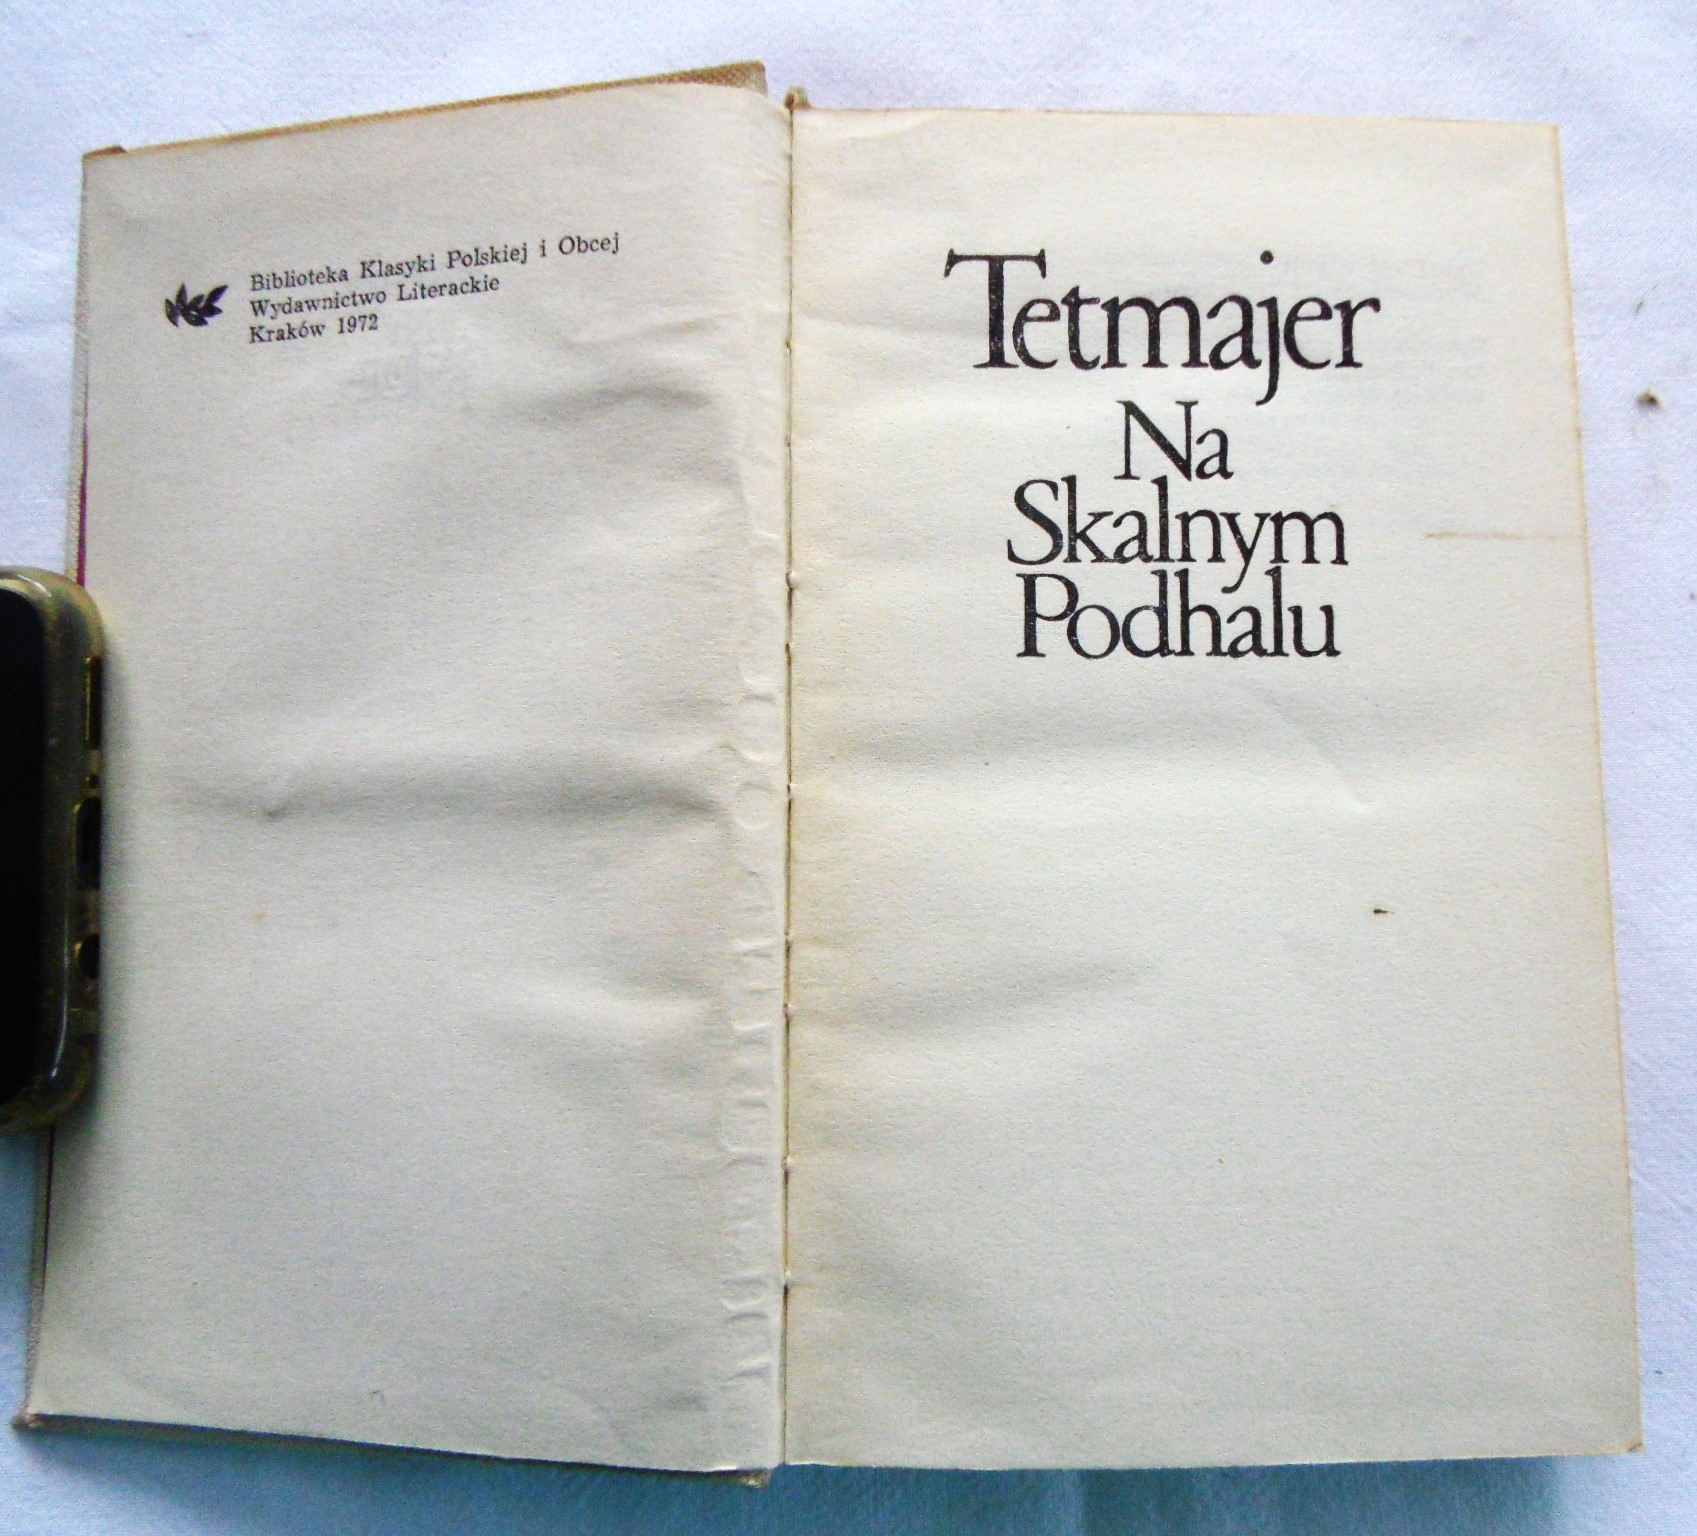 Biblioteka Klasyki Polskiej i Obcej
Wydawnictwo Literackie
Kraków 1972
Tetmajer
Na
Skalnym
Podhalu